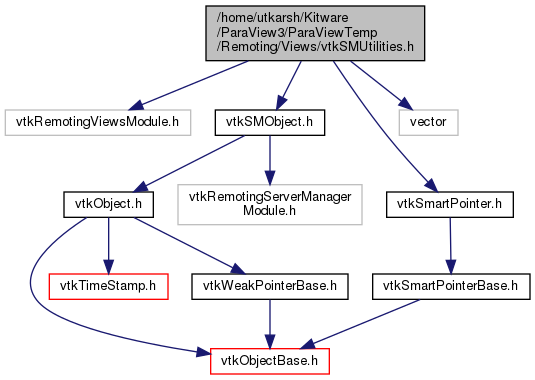 /home/utkarsh/Kitware
/ParaView3/ParaViewTemp
/Remoting/Views/vtkSMUtilities.h
vtkRemotingViewsModule.h
vtkSMObject.h
vector
vtkObject.h
vtkRemotingServerManager
Module.h
vtkSmartPointer.h
vtkTimeStamp.h
vtkWeakPointerBase.h
vtkSmartPointerBase.h
vtkObjectBase.h